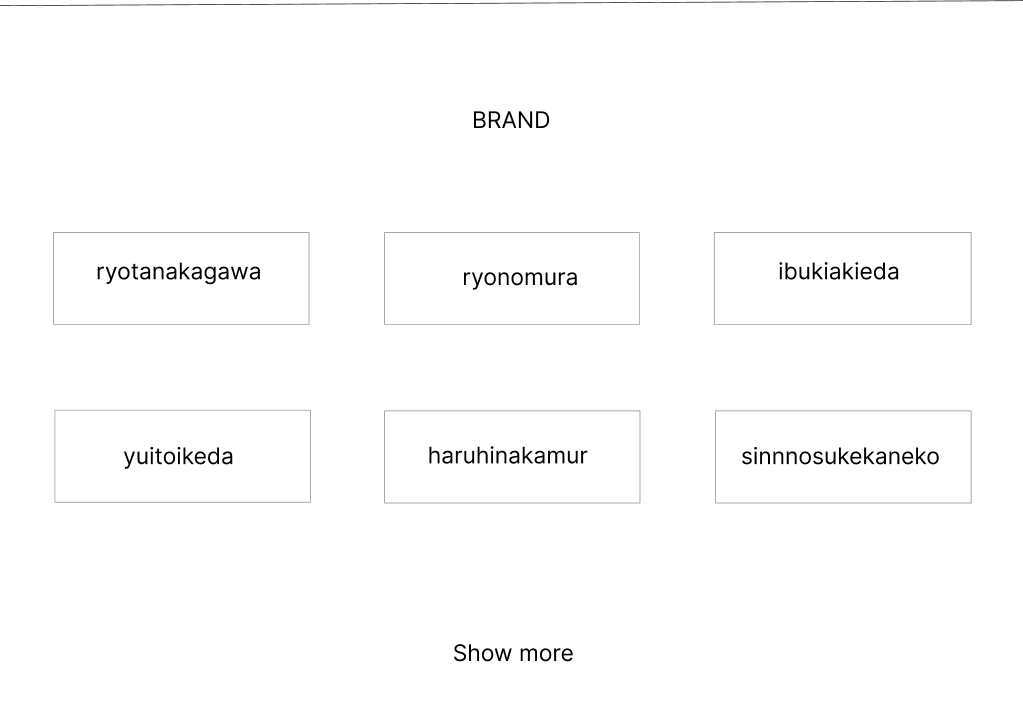 BRAND
ryotanakagawa
ryonomura
ibukiakieda
yuitoikeda
haruhinakamur
sinnnosukekaneko
Show more